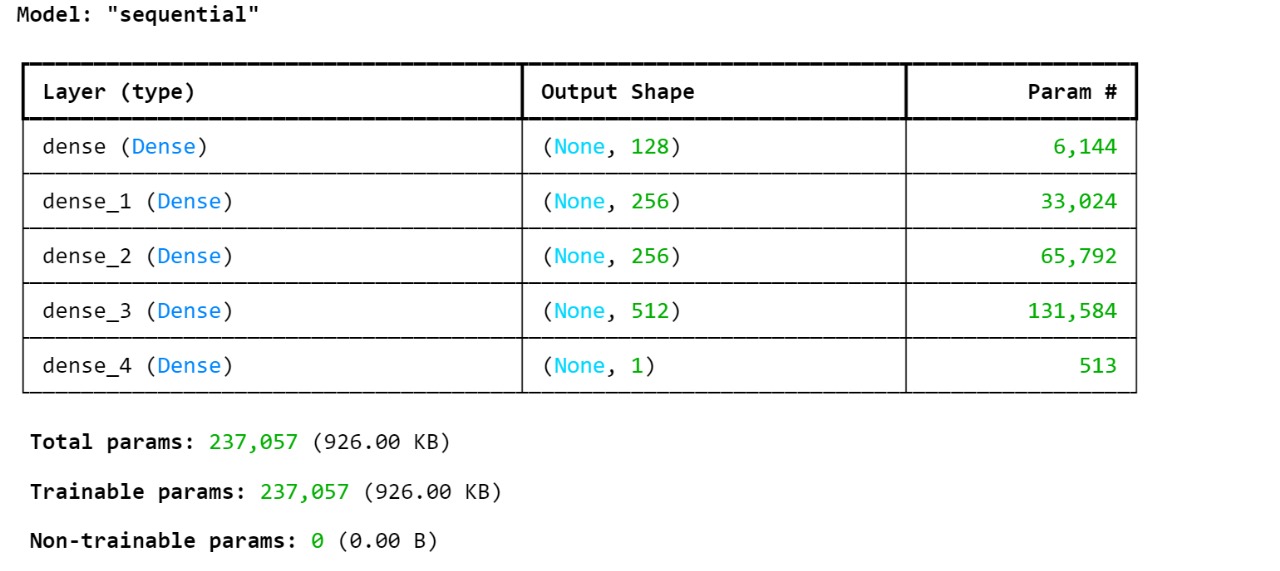 Model: "sequential"
Layer (type) Output Shape Param #
dense (Dense) (None, 128) 6,144
dense_1 (Dense) (None, 256) 33,024
dense_2 (Dense) (None, 256) 65,792
dense_3 (Dense) (None, 512) 131,584
dense_4 (Dense) (None, 1) 513
Total params: 237,057 (926.00 KB)
Trainable params: 237,057 (926.00 KB)
Non-trainable params: 0 (0.00 B)